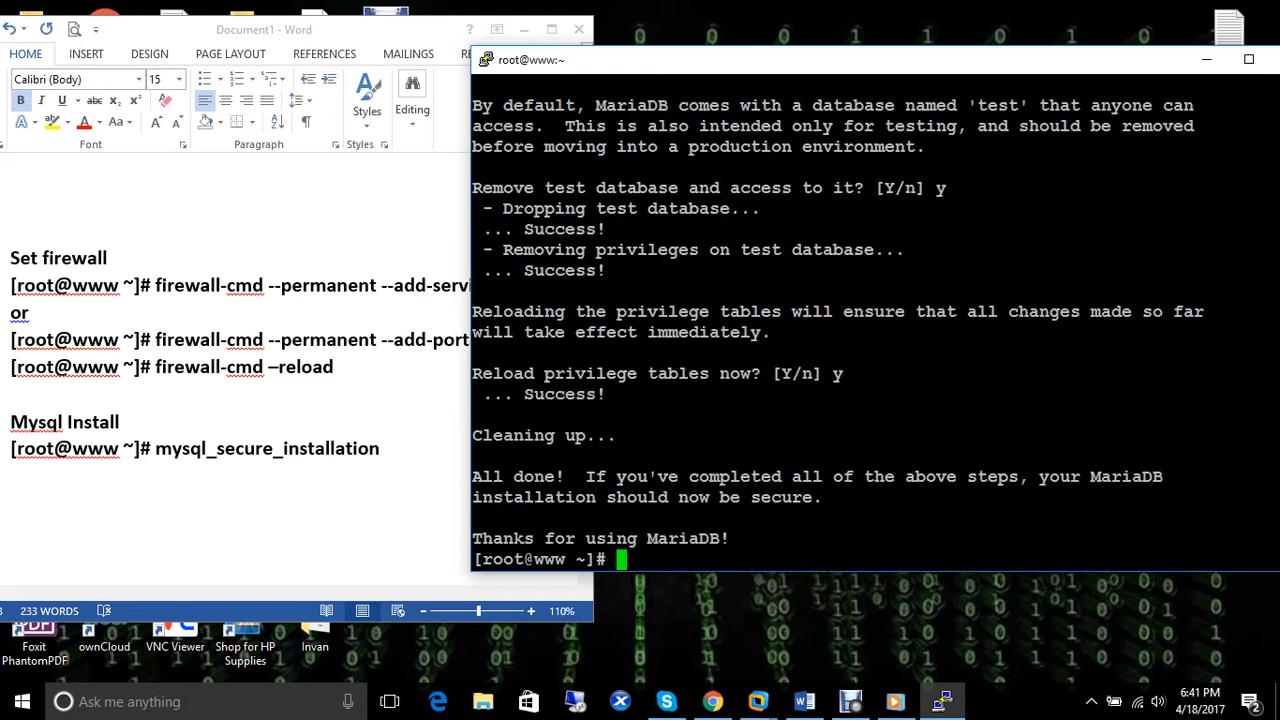 Document1 - Word
HOME INSERT DESIGN PAGE LAYOUT REFERENCES MAILINGS
Calibri (Body) 15
Styles
Editing
Font
Paragraph
Styles
Set firewall
[root@www ~]# firewall-cmd --permanent --add-servi
or
[root@www ~]# firewall-cmd --permanent --add-port
[root@www ~]# firewall-cmd –reload
Mysql Install
[root@www ~]# mysql_secure_installation
233 WORDS
110%
root@www:~
By default, MariaDB comes with a database named 'test' that anyone can
access.  This is also intended only for testing, and should be removed
before moving into a production environment.
Remove test database and access to it? [Y/n] y
 - Dropping test database...
 ... Success!
 - Removing privileges on test database...
 ... Success!
Reloading the privilege tables will ensure that all changes made so far
will take effect immediately.
Reload privilege tables now? [Y/n] y
 ... Success!
Cleaning up...
All done!  If you've completed all of the above steps, your MariaDB
installation should now be secure.
Thanks for using MariaDB!
[root@www ~]#
Foxit PhantomPDF
ownCloud
VNC Viewer
Shop for HP Supplies
Invan
Ask me anything
6:41 PM
4/18/2017
2